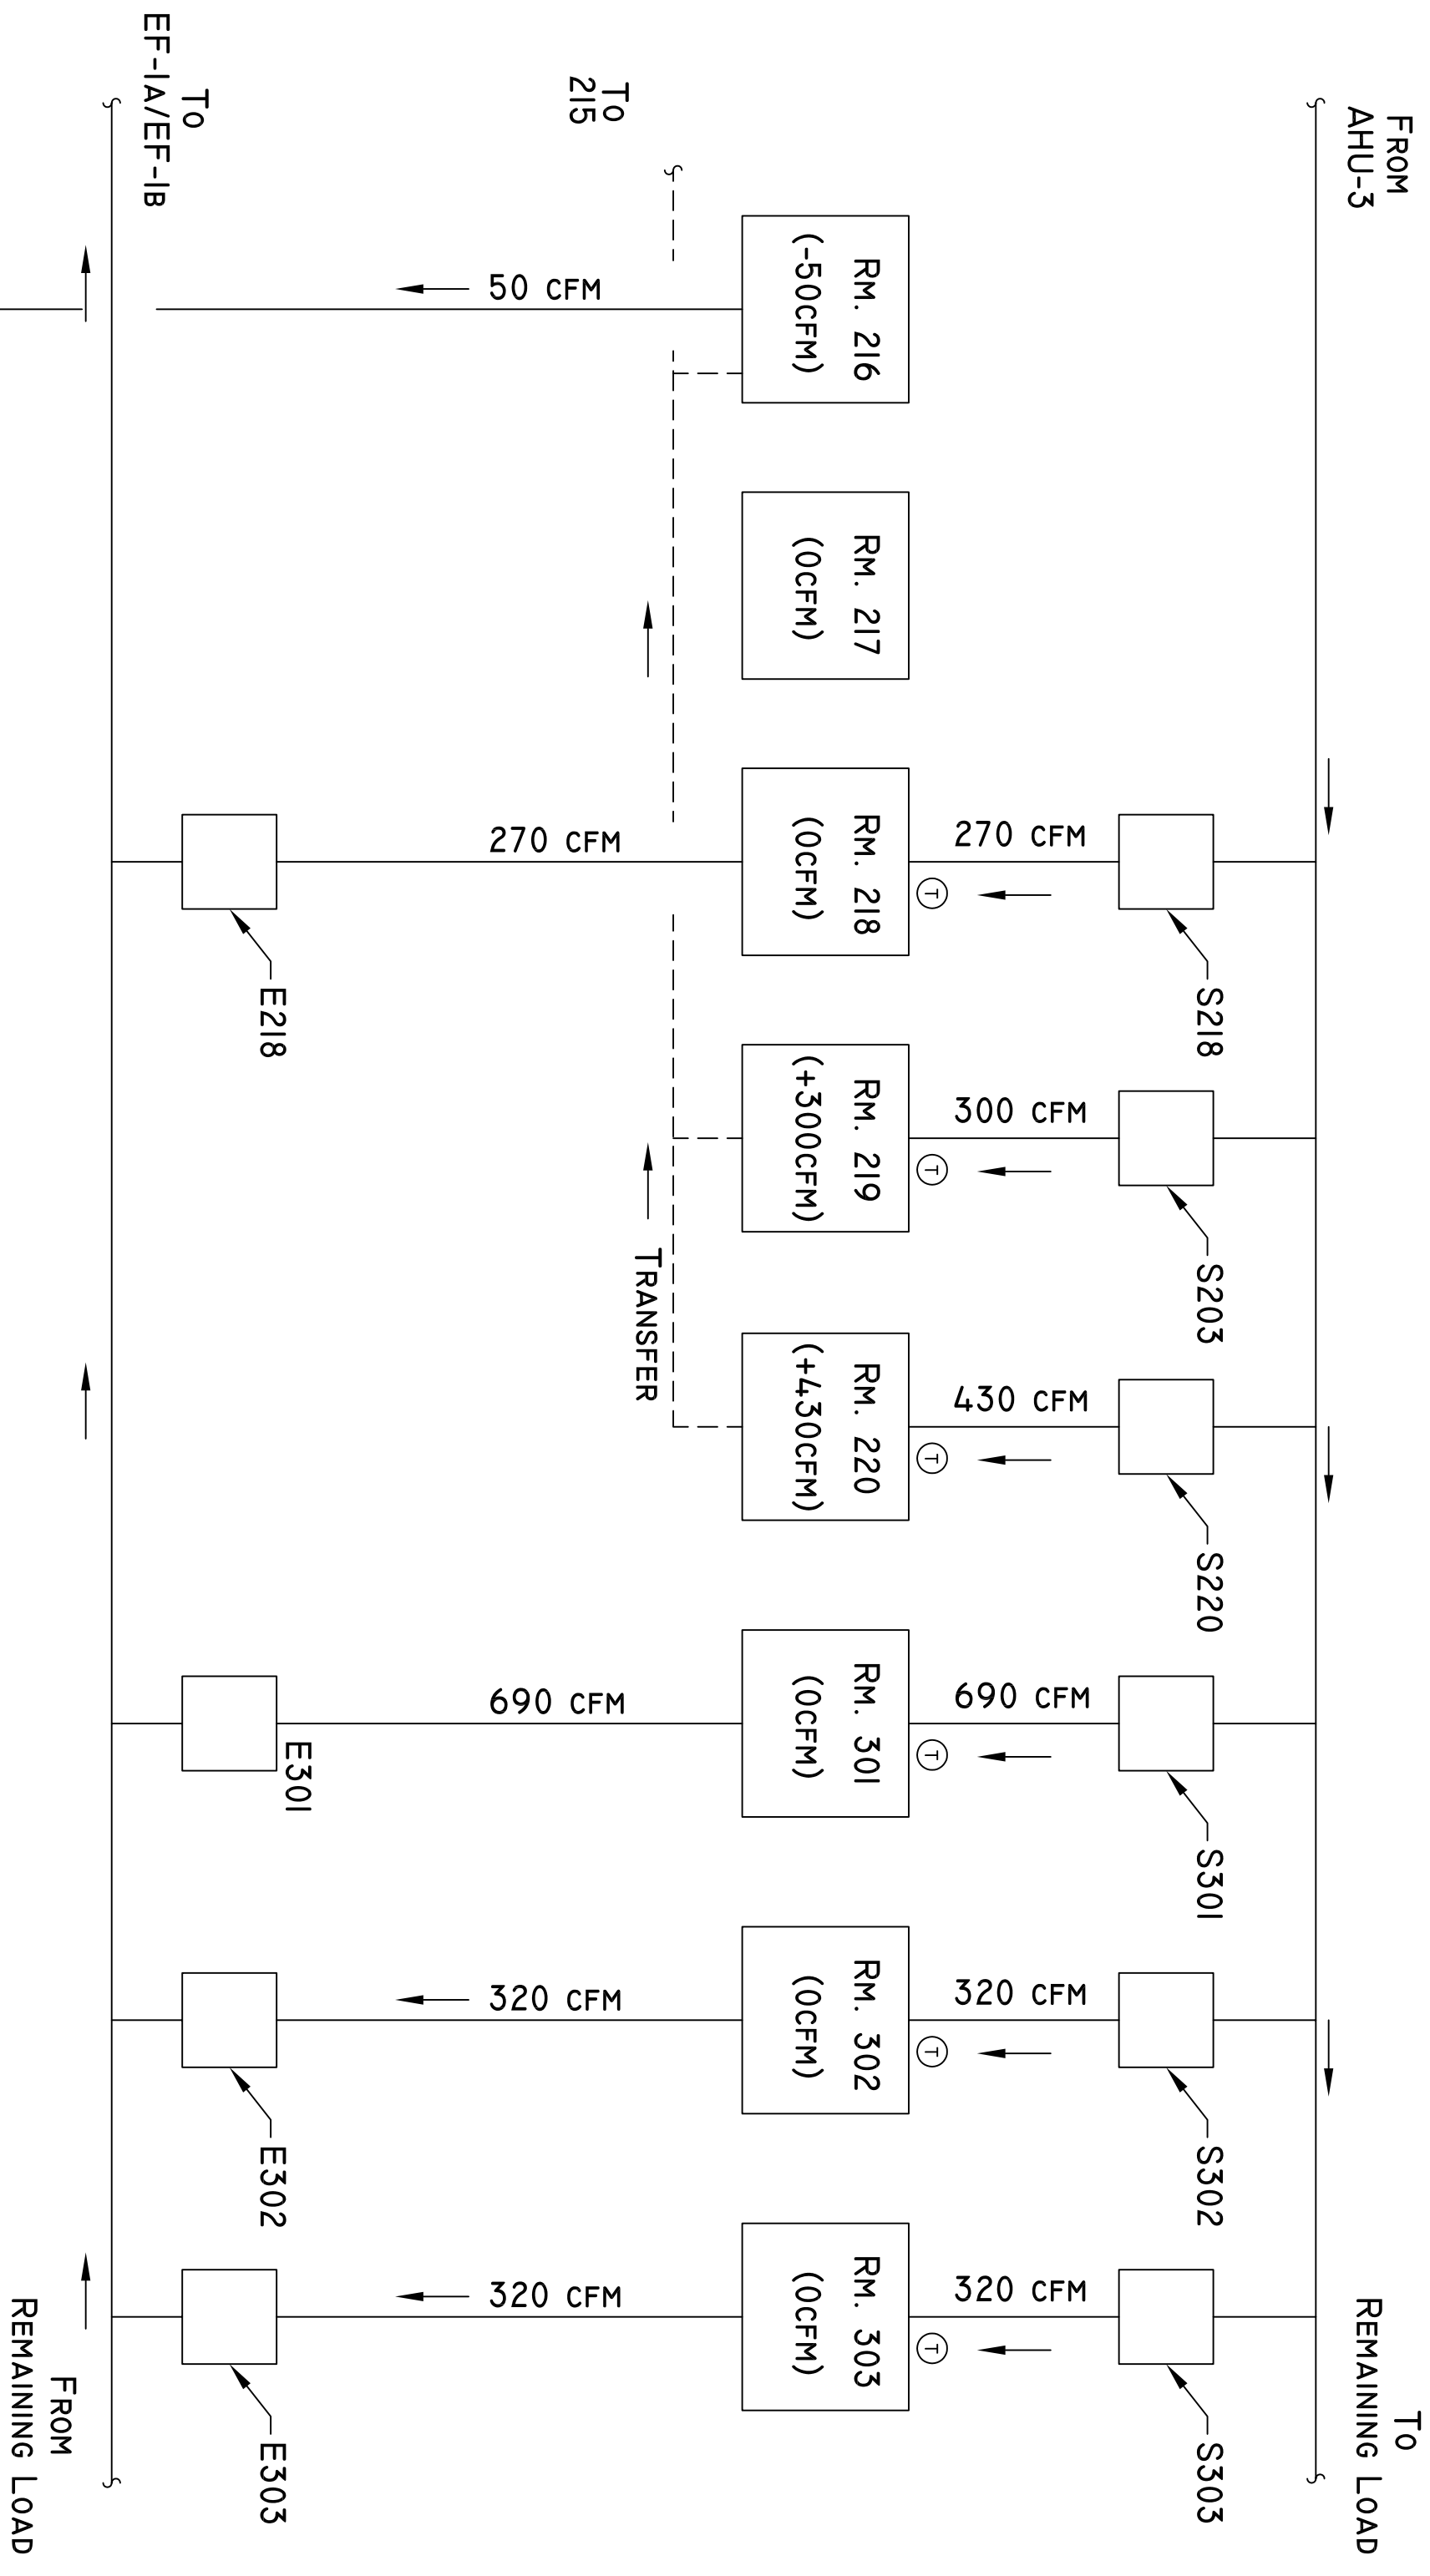 FROM
AHU-3
TO
REMAINING LOAD
S218
S203
S220
S301
S302
S303
270 CFM
300 CFM
430 CFM
690 CFM
320 CFM
320 CFM
T
T
T
T
T
T
RM. 216
(-50CFM)
RM. 217
(0CFM)
RM. 218
(0CFM)
RM. 219
(+300CFM)
RM. 220
(+430CFM)
RM. 301
(0CFM)
RM. 302
(0CFM)
RM. 303
(0CFM)
TO
215
TRANSFER
50 CFM
270 CFM
690 CFM
320 CFM
320 CFM
E218
E301
E302
E303
TO
EF-1A/EF-1B
FROM
REMAINING LOAD